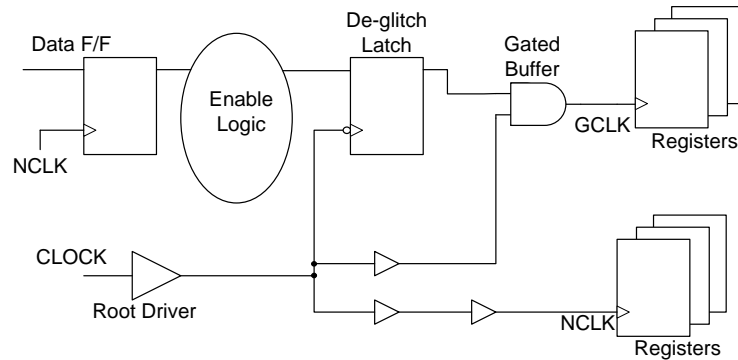 De-glitch
Latch
Data F/F
Gated
Buffer
Enable
Logic
GCLK
NCLK
Registers
CLOCK
Root Driver
NCLK
Registers